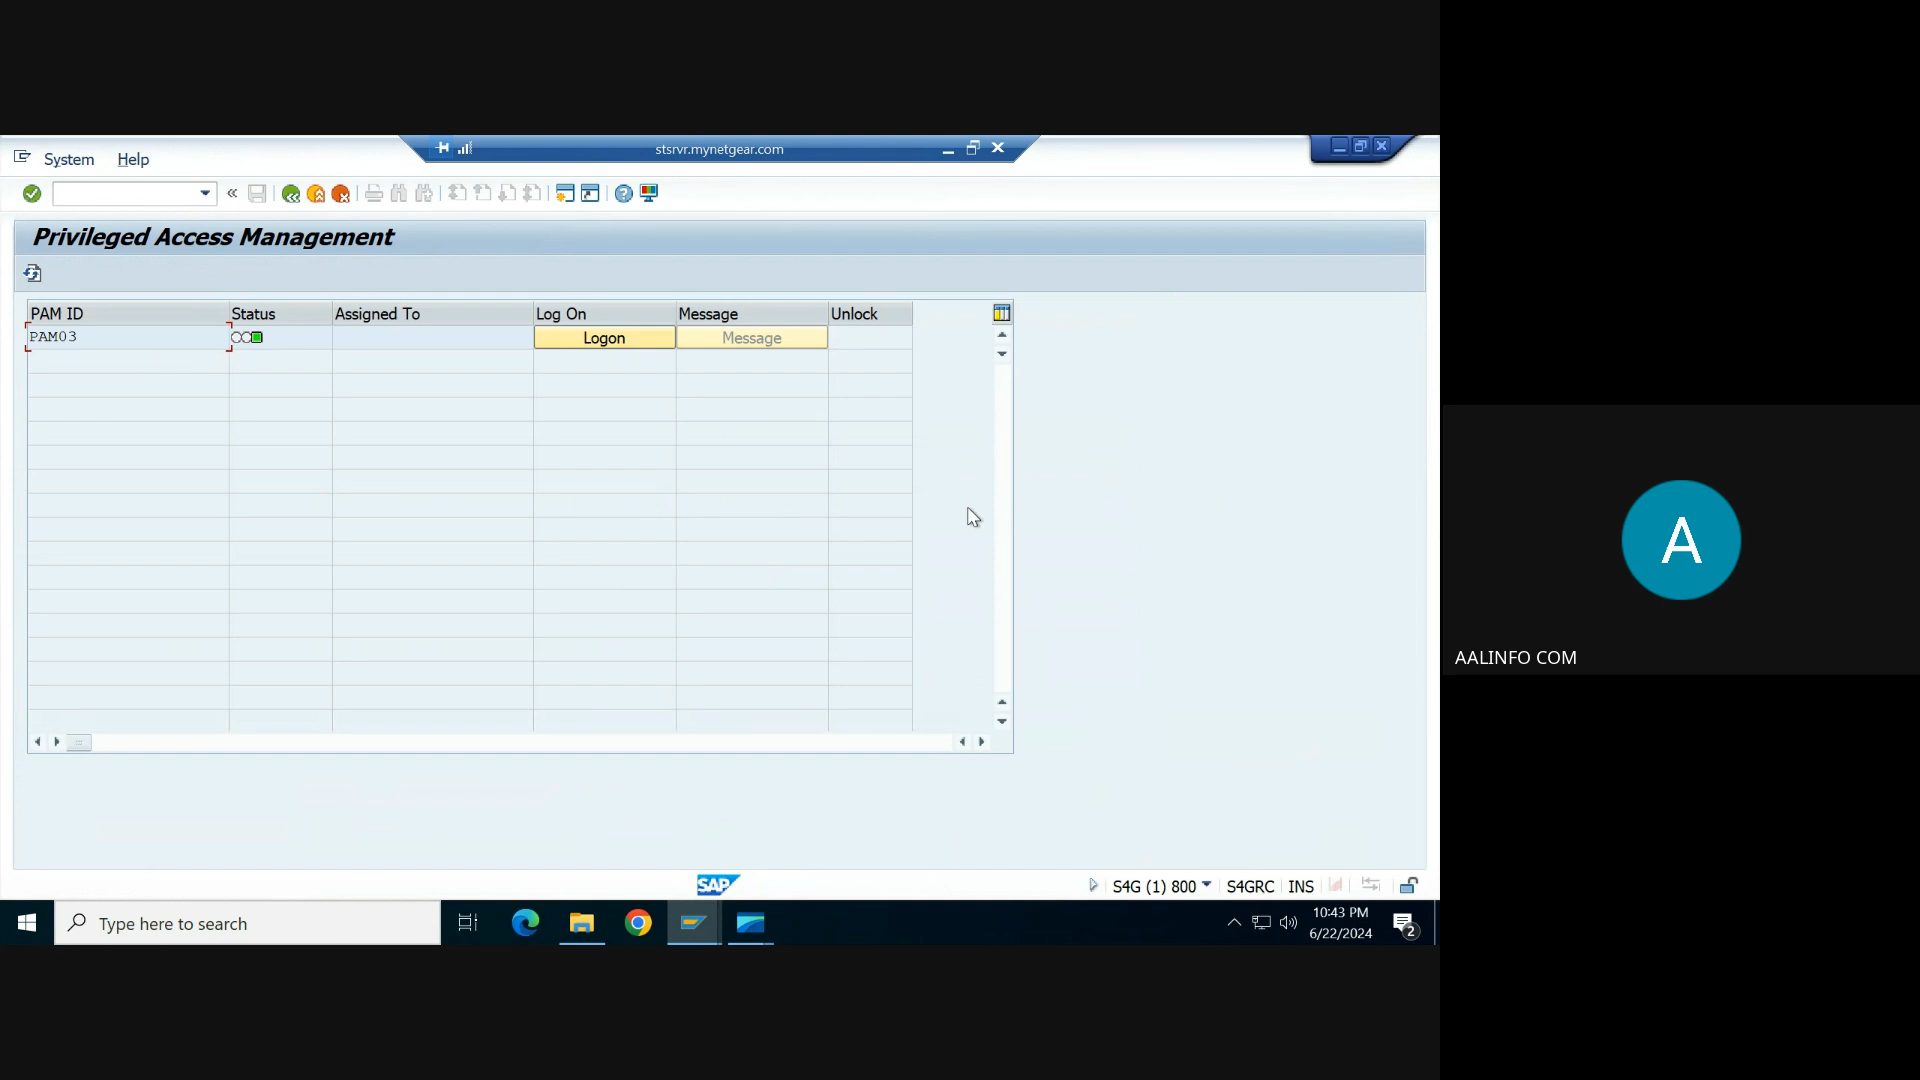 System Help
stsrvr.mynetgear.com
Privileged Access Management
PAM ID Status Assigned To Log On Message Unlock
PAM03 Logon Message
A
AALINFO COM
SAP
S4G (1) 800 S4GRC INS
Type here to search
10:43 PM
6/22/2024
2